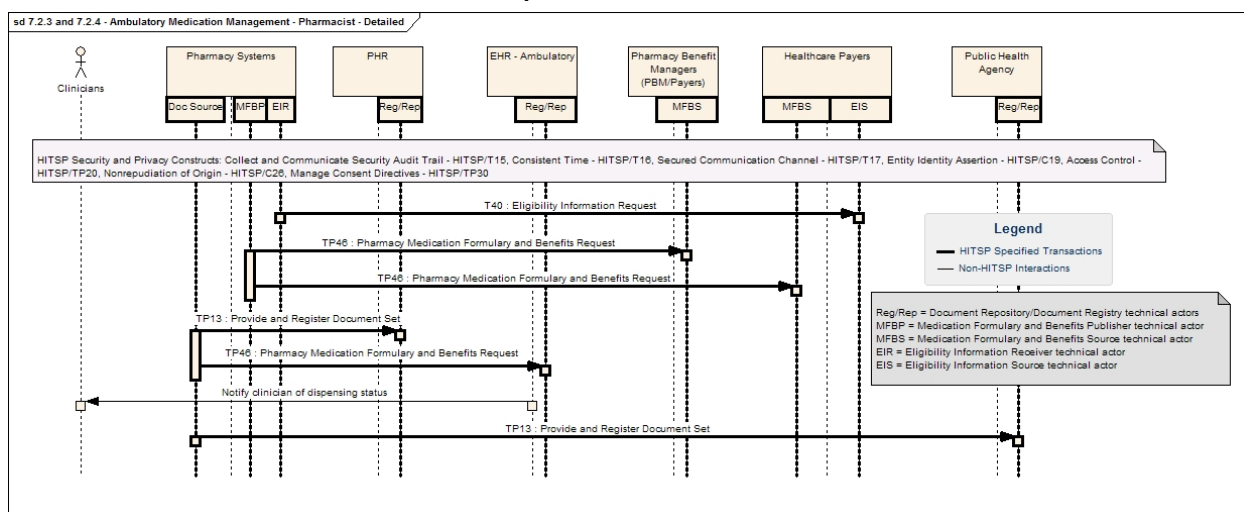 sd 7.2.3 and 7.2.4 - Ambulatory Medication Management - Pharmacist - Detailed
Clinicians
Pharmacy Systems
PHR
EHR - Ambulatory
Pharmacy Benefit
Managers
(PBM/Payers)
Healthcare Payers
Public Health
Agency
Doc Source
MFBP
EIR
Reg/Rep
Reg/Rep
MFBS
MFBS
EIS
Reg/Rep
HITSP Security and Privacy Constructs: Collect and Communicate Security Audit Trail - HITSP/T15, Consistent Time - HITSP/T16, Secured Communication Channel - HITSP/T17, Entity Identity Assertion - HITSP/C19, Access Control -
HITSP/TP20, Nonrepudiation of Origin - HITSP/C26, Manage Consent Directives - HITSP/TP30
T40 : Eligibility Information Request
TP46 : Pharmacy Medication Formulary and Benefits Request
TP46 : Pharmacy Medication Formulary and Benefits Request
TP13 : Provide and Register Document Set
TP46 : Pharmacy Medication Formulary and Benefits Request
Notify clinician of dispensing status
TP13 : Provide and Register Document Set
Legend
HITSP Specified Transactions
Non-HITSP Interactions
Reg/Rep = Document Repository/Document Registry technical actors
MFBP = Medication Formulary and Benefits Publisher technical actor
MFBS = Medication Formulary and Benefits Source technical actor
EIR = Eligibility Information Receiver technical actor
EIS = Eligibility Information Source technical actor